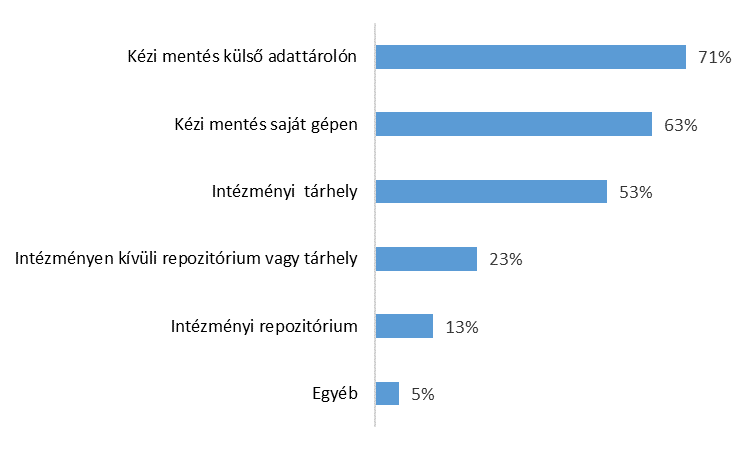 Kézi mentés külső adattárolón 71%
Kézi mentés saját gépen 63%
Intézményi tárhely 53%
Intézményen kívüli repozitórium vagy tárhely 23%
Intézményi repozitórium 13%
Egyéb 5%